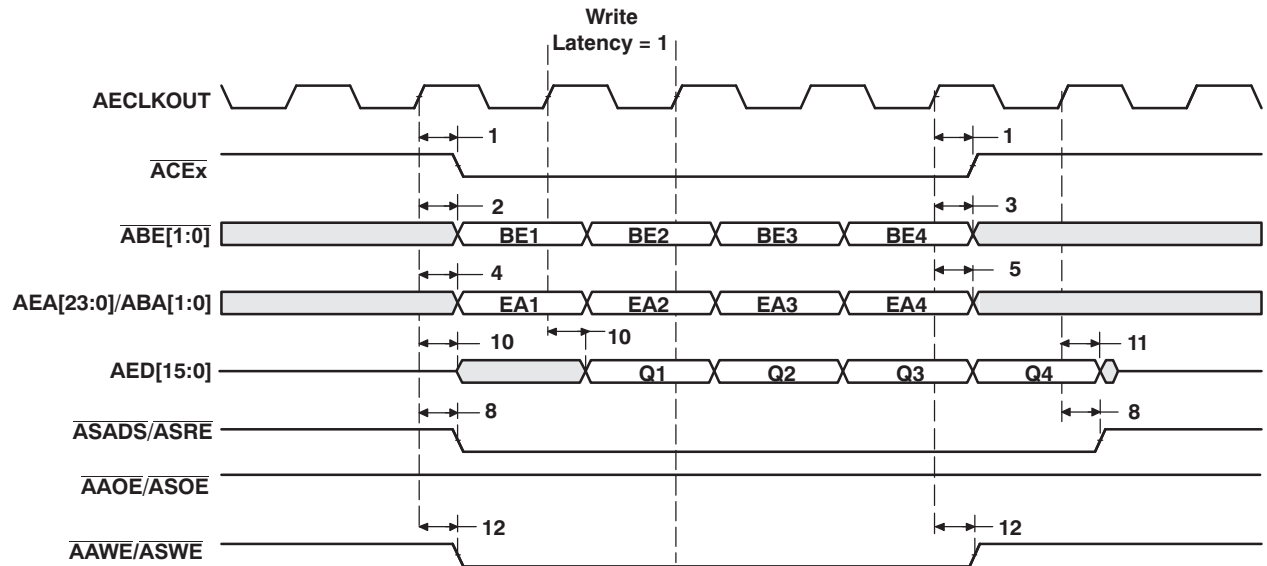 Write
Latency = 1
AECLKOUT
1 1
ACEx
2 3
ABE[1:0] BE1 BE2 BE3 BE4
4 5
AEA[23:0]/ABA[1:0] EA1 EA2 EA3 EA4
10 10 11
AED[15:0] Q1 Q2 Q3 Q4
8 8
ASADS/ASRE
AAOE/ASOE
12 12
AAWE/ASWE